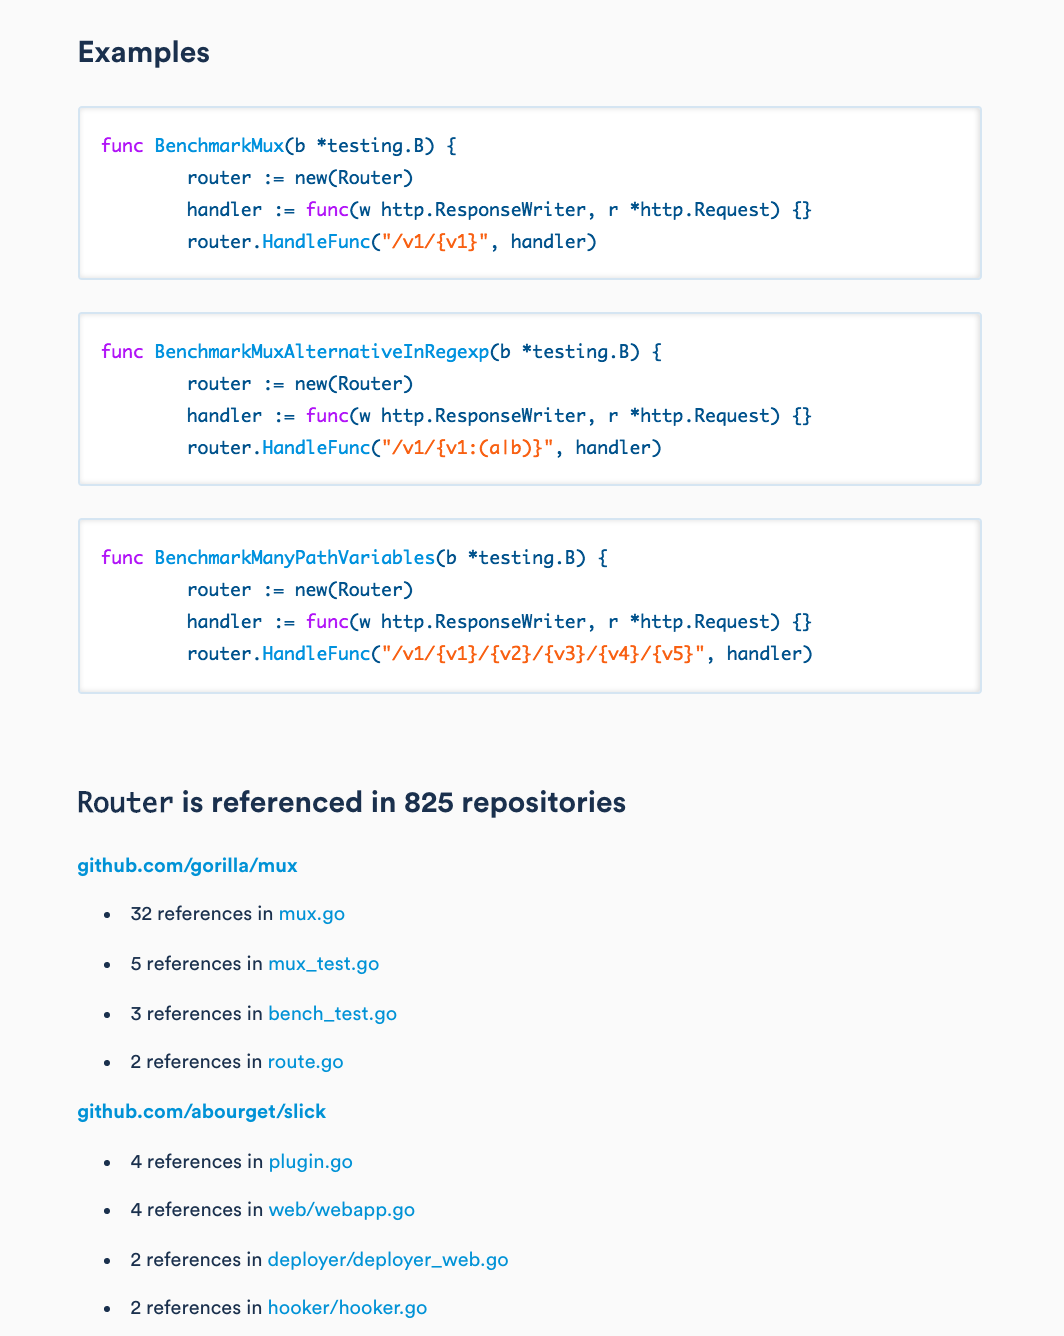 Examples
func BenchmarkMux(b *testing.B) {
        router := new(Router)
        handler := func(w http.ResponseWriter, r *http.Request) {}
        router.HandleFunc("/v1/{v1}", handler)
func BenchmarkMuxAlternativeInRegexp(b *testing.B) {
        router := new(Router)
        handler := func(w http.ResponseWriter, r *http.Request) {}
        router.HandleFunc("/v1/{v1:(a|b)}", handler)
func BenchmarkManyPathVariables(b *testing.B) {
        router := new(Router)
        handler := func(w http.ResponseWriter, r *http.Request) {}
        router.HandleFunc("/v1/{v1}/{v2}/{v3}/{v4}/{v5}", handler)
Router is referenced in 825 repositories
github.com/gorilla/mux
• 32 references in mux.go
• 5 references in mux_test.go
• 3 references in bench_test.go
• 2 references in route.go
github.com/abourget/slick
• 4 references in plugin.go
• 4 references in web/webapp.go
• 2 references in deployer/deployer_web.go
• 2 references in hooker/hooker.go